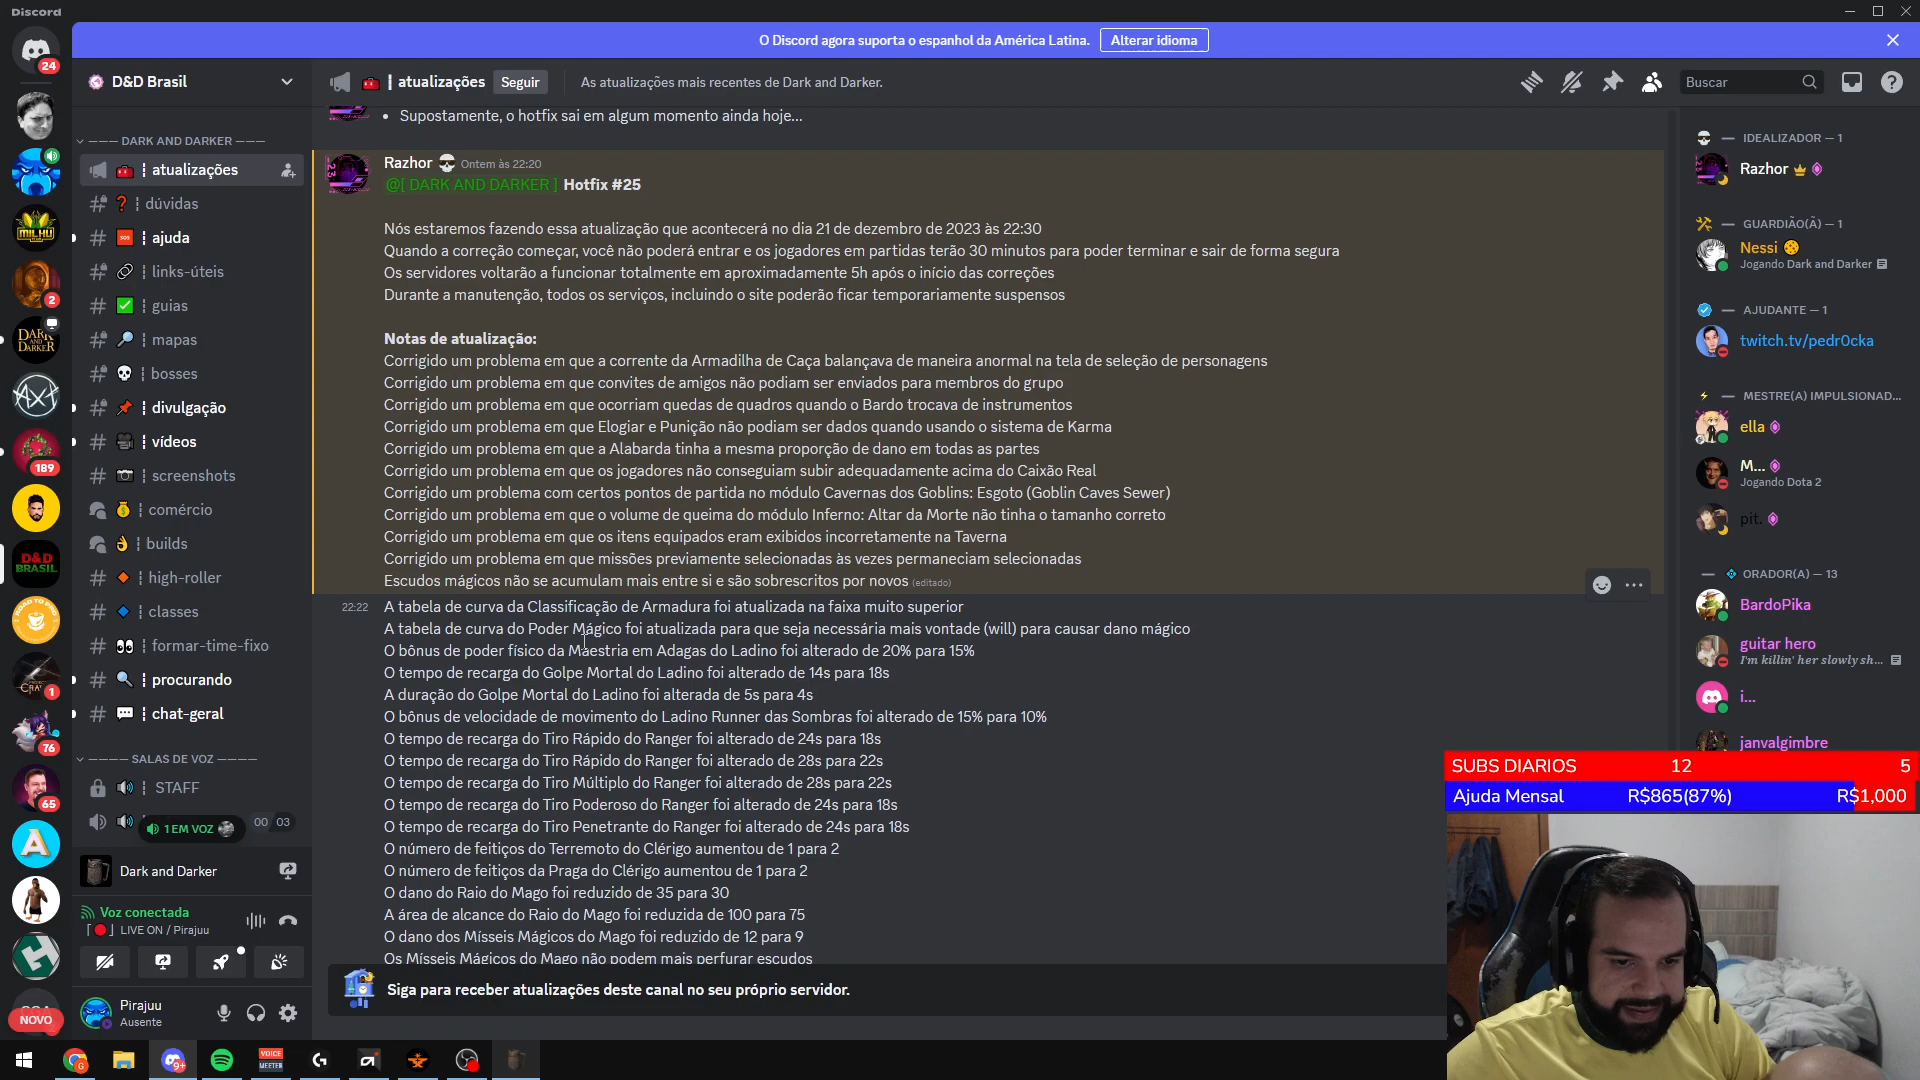 Discord
O Discord agora suporta o espanhol da América Latina.
Alterar idioma
24
D&D Brasil
| atualizações
Seguir
As atualizações mais recentes de Dark and Darker.
Buscar
——— DARK AND DARKER ———
¦ atualizações
¦ dúvidas
¦ ajuda
¦ links-úteis
¦ guias
¦ mapas
¦ bosses
¦ divulgação
¦ vídeos
¦ screenshots
¦ comércio
¦ builds
¦ high-roller
¦ classes
¦ formar-time-fixo
¦ procurando
¦ chat-geral
———— SALAS DE VOZ ————
¦ STAFF
1 EM VOZ
00 03
Dark and Darker
Voz conectada
LIVE ON / Pirajuu
Pirajuu
Ausente
MILHU
2
DARK AND DARKER
AXT
189
D&D BRASIL
ROAD TO PRO
1
76
65
NOVO
Supostamente, o hotfix sai em algum momento ainda hoje...
Razhor Ontem às 22:20
@[ DARK AND DARKER ] Hotfix #25
Nós estaremos fazendo essa atualização que acontecerá no dia 21 de dezembro de 2023 às 22:30
Quando a correção começar, você não poderá entrar e os jogadores em partidas terão 30 minutos para poder terminar e sair de forma segura
Os servidores voltarão a funcionar totalmente em aproximadamente 5h após o início das correções
Durante a manutenção, todos os serviços, incluindo o site poderão ficar temporariamente suspensos
Notas de atualização:
Corrigido um problema em que a corrente da Armadilha de Caça balançava de maneira anormal na tela de seleção de personagens
Corrigido um problema em que convites de amigos não podiam ser enviados para membros do grupo
Corrigido um problema em que ocorriam quedas de quadros quando o Bardo trocava de instrumentos
Corrigido um problema em que Elogiar e Punição não podiam ser dados quando usando o sistema de Karma
Corrigido um problema em que a Alabarda tinha a mesma proporção de dano em todas as partes
Corrigido um problema em que os jogadores não conseguiam subir adequadamente acima do Caixão Real
Corrigido um problema com certos pontos de partida no módulo Cavernas dos Goblins: Esgoto (Goblin Caves Sewer)
Corrigido um problema em que o volume de queima do módulo Inferno: Altar da Morte não tinha o tamanho correto
Corrigido um problema em que os itens equipados eram exibidos incorretamente na Taverna
Corrigido um problema em que missões previamente selecionadas às vezes permaneciam selecionadas
Escudos mágicos não se acumulam mais entre si e são sobrescritos por novos (editado)
22:22 A tabela de curva da Classificação de Armadura foi atualizada na faixa muito superior
A tabela de curva do Poder Mágico foi atualizada para que seja necessária mais vontade (will) para causar dano mágico
O bônus de poder físico da Maestria em Adagas do Ladino foi alterado de 20% para 15%
O tempo de recarga do Golpe Mortal do Ladino foi alterado de 14s para 18s
A duração do Golpe Mortal do Ladino foi alterada de 5s para 4s
O bônus de velocidade de movimento do Ladino Runner das Sombras foi alterado de 15% para 10%
O tempo de recarga do Tiro Rápido do Ranger foi alterado de 24s para 18s
O tempo de recarga do Tiro Rápido do Ranger foi alterado de 28s para 22s
O tempo de recarga do Tiro Múltiplo do Ranger foi alterado de 28s para 22s
O tempo de recarga do Tiro Poderoso do Ranger foi alterado de 24s para 18s
O tempo de recarga do Tiro Penetrante do Ranger foi alterado de 24s para 18s
O número de feitiços do Terremoto do Clérigo aumentou de 1 para 2
O número de feitiços da Praga do Clérigo aumentou de 1 para 2
O dano do Raio do Mago foi reduzido de 35 para 30
A área de alcance do Raio do Mago foi reduzida de 100 para 75
O dano dos Mísseis Mágicos do Mago foi reduzido de 12 para 9
Os Mísseis Mágicos do Mago não podem mais perfurar escudos
Siga para receber atualizações deste canal no seu próprio servidor.
— IDEALIZADOR — 1
Razhor
— GUARDIÃO(Ã) — 1
Nessi
Jogando Dark and Darker
— AJUDANTE — 1
twitch.tv/pedr0cka
— MESTRE(A) IMPULSIONAD...
ella
M...
Jogando Dota 2
pit.
— ORADOR(A) — 13
BardoPika
guitar hero
I'm killin' her slowly sh...
i...
janvalgimbre
SUBS DIARIOS 12 5
Ajuda Mensal R$865(87%) R$1,000
9+
VOICE MEETER